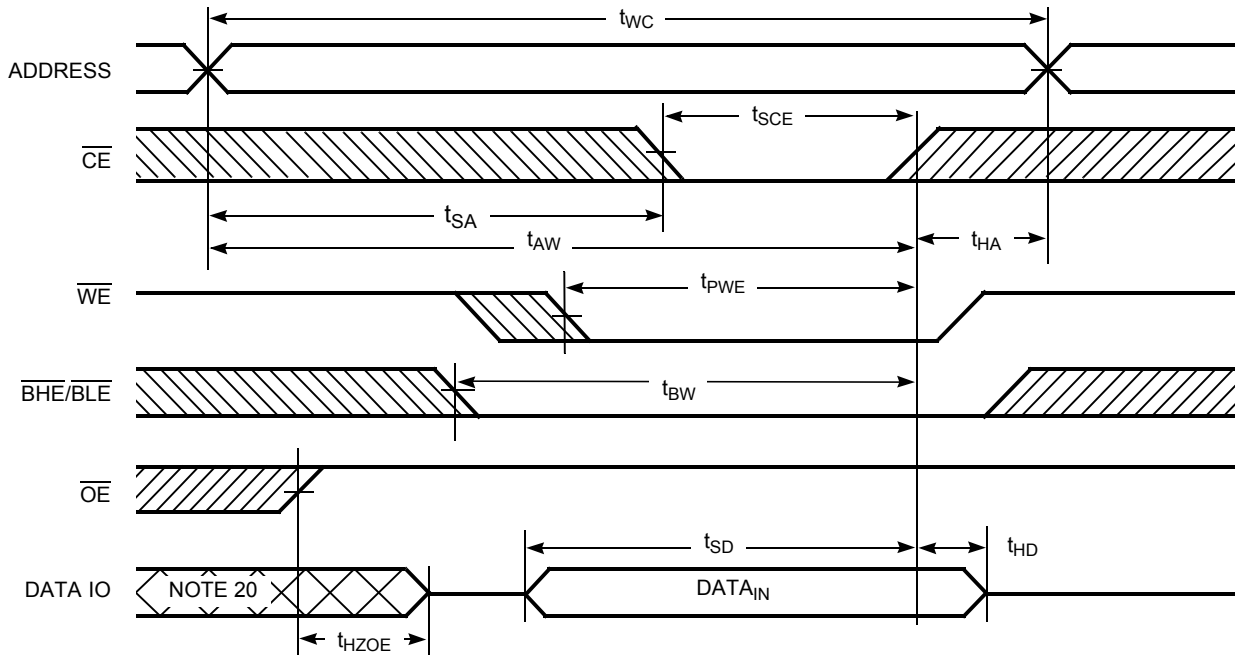 tWC
ADDRESS
tSCE
CE
tSA
tAW
tHA
WE
tPWE
BHE/BLE
tBW
OE
tSD
tHD
DATA IO
NOTE 20
DATAIN
tHZOE